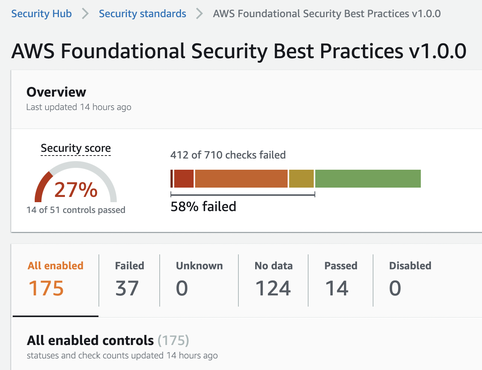 Security Hub > Security standards > AWS Foundational Security Best Practices v1.0.0
AWS Foundational Security Best Practices v1.0.0
Overview
Last updated 14 hours ago
Security score
27%
14 of 51 controls passed
412 of 710 checks failed
58% failed
All enabled Failed Unknown No data Passed Disabled
175 37 0 124 14 0
All enabled controls (175)
statuses and check counts updated 14 hours ago